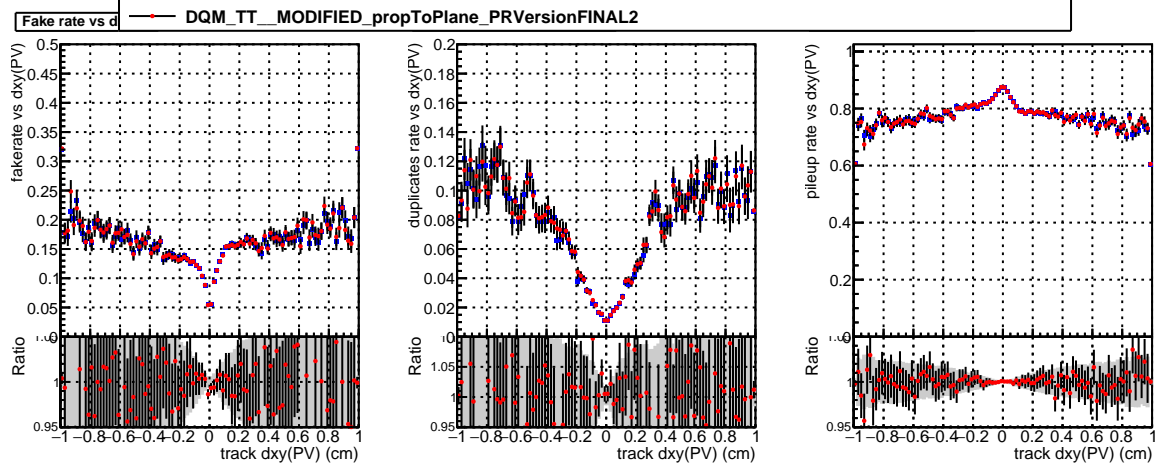 Fake rate vs d
DQM_TT__MODIFIED_propToPlane_PRVersionFINAL2
fakerate vs dxy(PV)
0.5
0.45
0.4
0.35
0.3
0.25
0.2
0.15
0.1
0.05
Ratio
1
0.95
−1 −0.8 −0.6 −0.4 −0.2 0 0.2 0.4 0.6 0.8 1
track dxy(PV) (cm)
duplicates rate vs dxy(PV)
0.2
0.18
0.16
0.14
0.12
0.1
0.08
0.06
0.04
0.02
0
Ratio
1.05
1
0.95
−1 −0.8 −0.6 −0.4 −0.2 0 0.2 0.4 0.6 0.8 1
track dxy(PV) (cm)
pileup rate vs dxy(PV)
1
0.8
0.6
0.4
0.2
0
Ratio
1
0.95
−1 −0.8 −0.6 −0.4 −0.2 0 0.2 0.4 0.6 0.8 1
track dxy(PV) (cm)